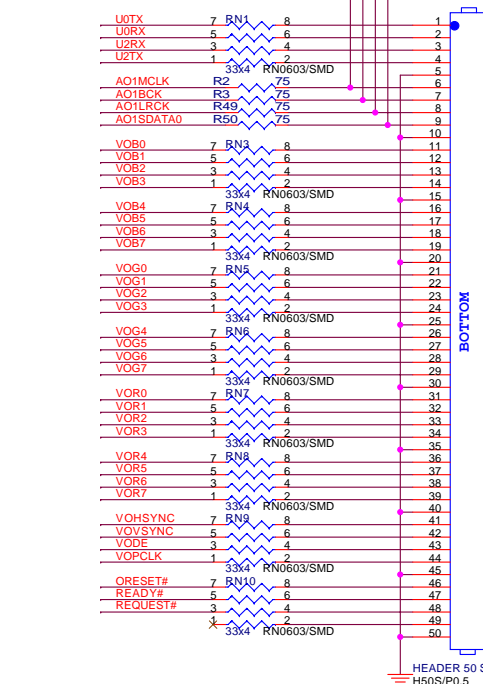 U0TX 7 RN1 8 1
U0RX 5 6 2
U2RX 3 4 3
U2TX 1 2 4
33x4 RN0603/SMD 5
AO1MCLK R2 75 6
AO1BCK R3 75 7
AO1LRCK R49 75 8
AO1SDATA0 R50 75 9
10
VOB0 7 RN3 8 11
VOB1 5 6 12
VOB2 3 4 13
VOB3 1 2 14
33x4 RN0603/SMD 15
VOB4 7 RN4 8 16
VOB5 5 6 17
VOB6 3 4 18
VOB7 1 2 19
33x4 RN0603/SMD 20
VOG0 7 RN5 8 21
VOG1 5 6 22
VOG2 3 4 23
VOG3 1 2 24
33x4 RN0603/SMD 25
VOG4 7 RN6 8 26
VOG5 5 6 27
VOG6 3 4 28
VOG7 1 2 29
33x4 RN0603/SMD 30
VOR0 7 RN7 8 31
VOR1 5 6 32
VOR2 3 4 33
VOR3 1 2 34
33x4 RN0603/SMD 35
VOR4 7 RN8 8 36
VOR5 5 6 37
VOR6 3 4 38
VOR7 1 2 39
33x4 RN0603/SMD 40
VOHSYNC 7 RN9 8 41
VOVSYNC 5 6 42
VODE 3 4 43
VOPCLK 1 2 44
33x4 RN0603/SMD 45
ORESET# 7 RN10 8 46
READY# 5 6 47
REQUEST# 3 4 48
1 2 49
33x4 RN0603/SMD 50
BOTTOM
HEADER 50 S
H50S/P0.5